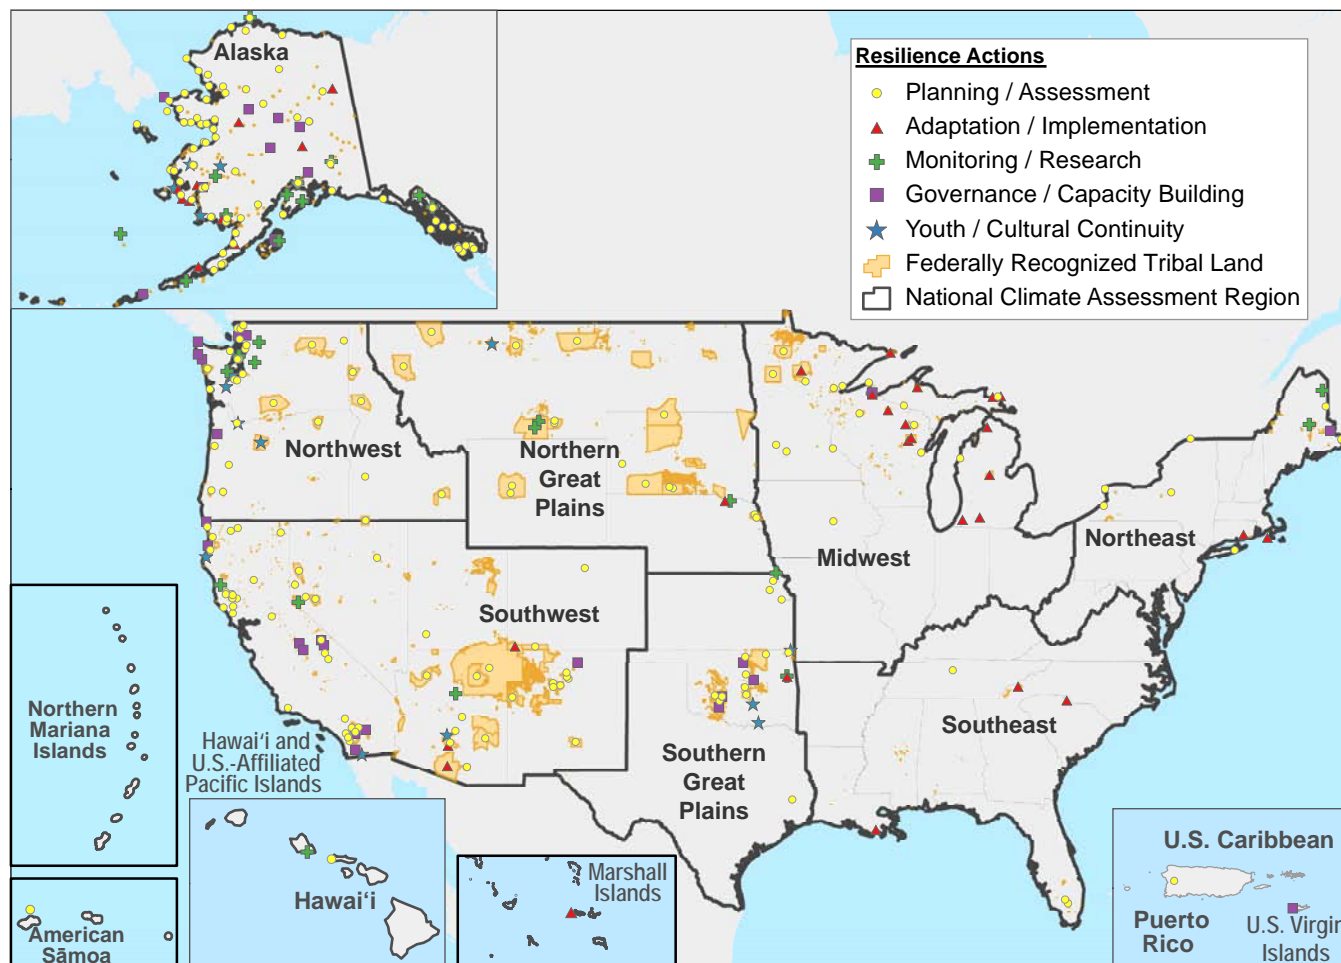 Alaska
Resilience Actions
Planning / Assessment
Adaptation / Implementation
Monitoring / Research
Governance / Capacity Building
Youth / Cultural Continuity
Federally Recognized Tribal Land
National Climate Assessment Region
Northwest
Northern
Great
Plains
Midwest
Northeast
Southwest
Southeast
Southern
Great
Plains
Northern
Mariana
Islands
Hawai‘i and
U.S.-Affiliated
Pacific Islands
Hawai‘i
Marshall
Islands
American
Sāmoa
U.S. Caribbean
Puerto
Rico
U.S. Virgin
Islands